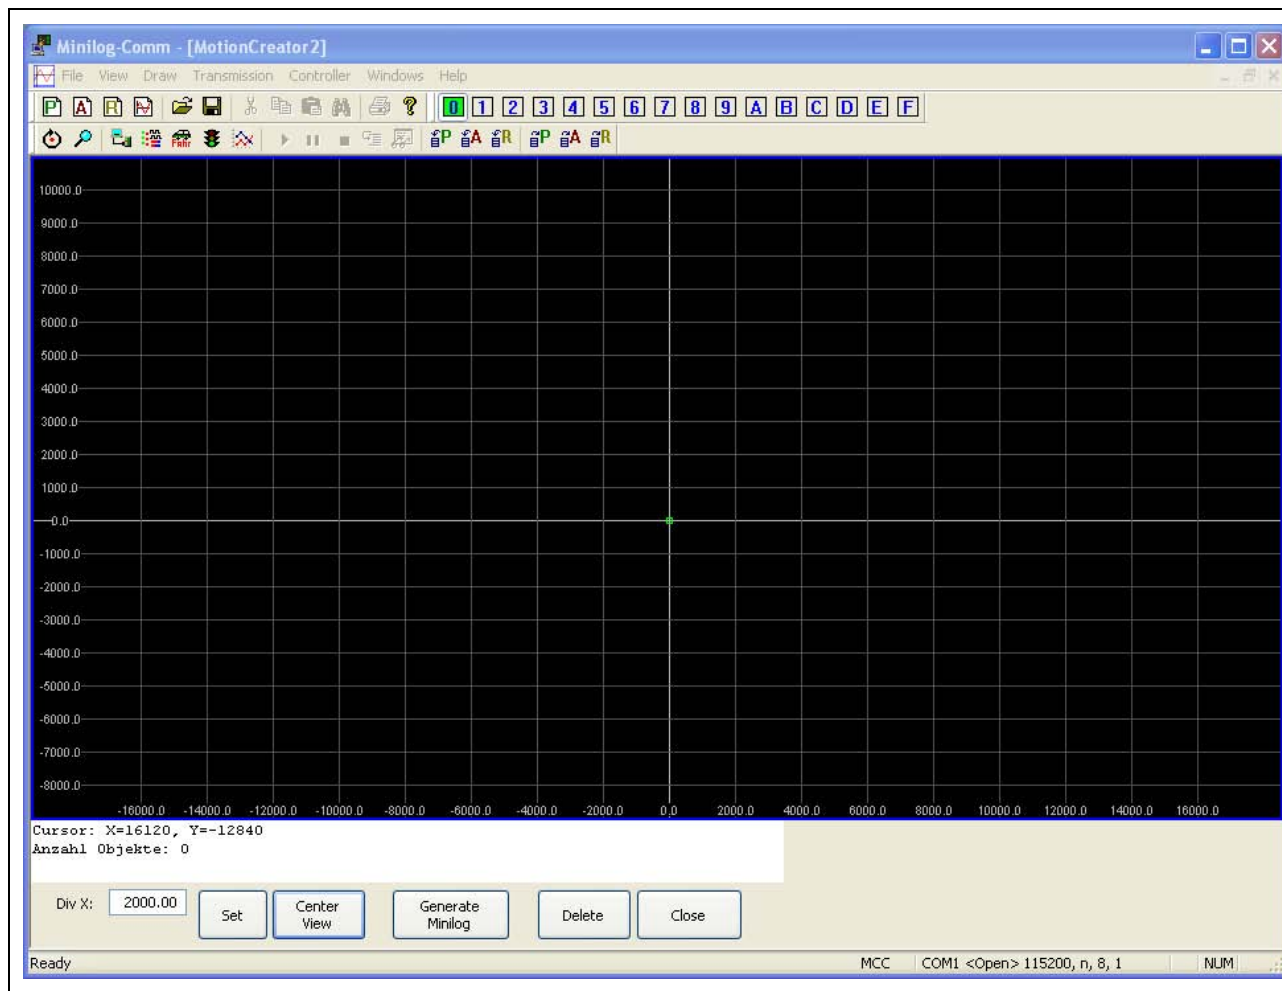 Minilog-Comm - [MotionCreator2]
File View Draw Transmission Controller Windows Help
P A R 0 1 2 3 4 5 6 7 8 9 A B C D E F
FAHr P A R P A R
10000.0
9000.0
8000.0
7000.0
6000.0
5000.0
4000.0
3000.0
2000.0
1000.0
0.0
-1000.0
-2000.0
-3000.0
-4000.0
-5000.0
-6000.0
-7000.0
-8000.0
-16000.0 -14000.0 -12000.0 -10000.0 -8000.0 -6000.0 -4000.0 -2000.0 0.0 2000.0 4000.0 6000.0 8000.0 10000.0 12000.0 14000.0 16000.0
Cursor: X=16120, Y=-12840
Anzahl Objekte: 0
Div X: 2000.00 Set Center View Generate Minilog Delete Close
Ready MCC COM1 <Open> 115200, n, 8, 1 NUM